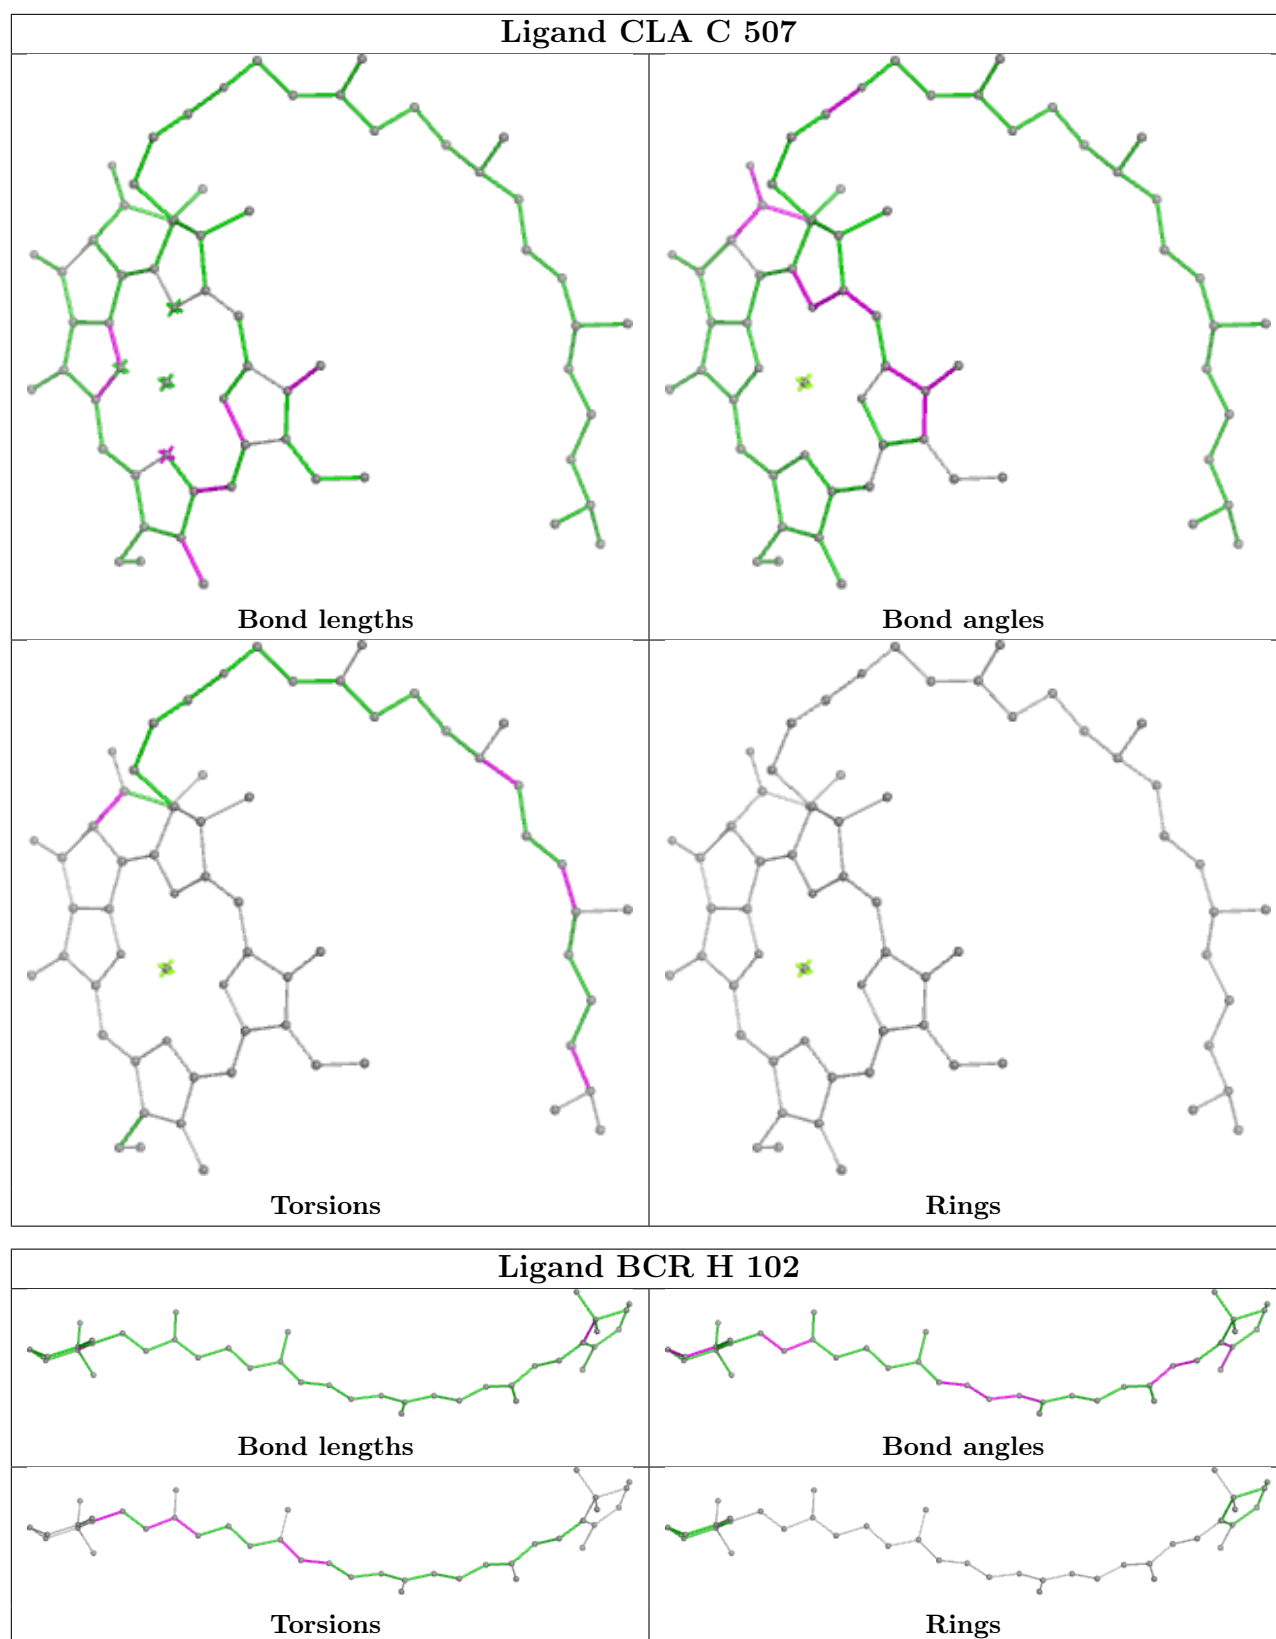 Ligand CLA C 507
Bond lengths
Bond angles
Torsions
Rings
Ligand BCR H 102
Bond lengths
Bond angles
Torsions
Rings